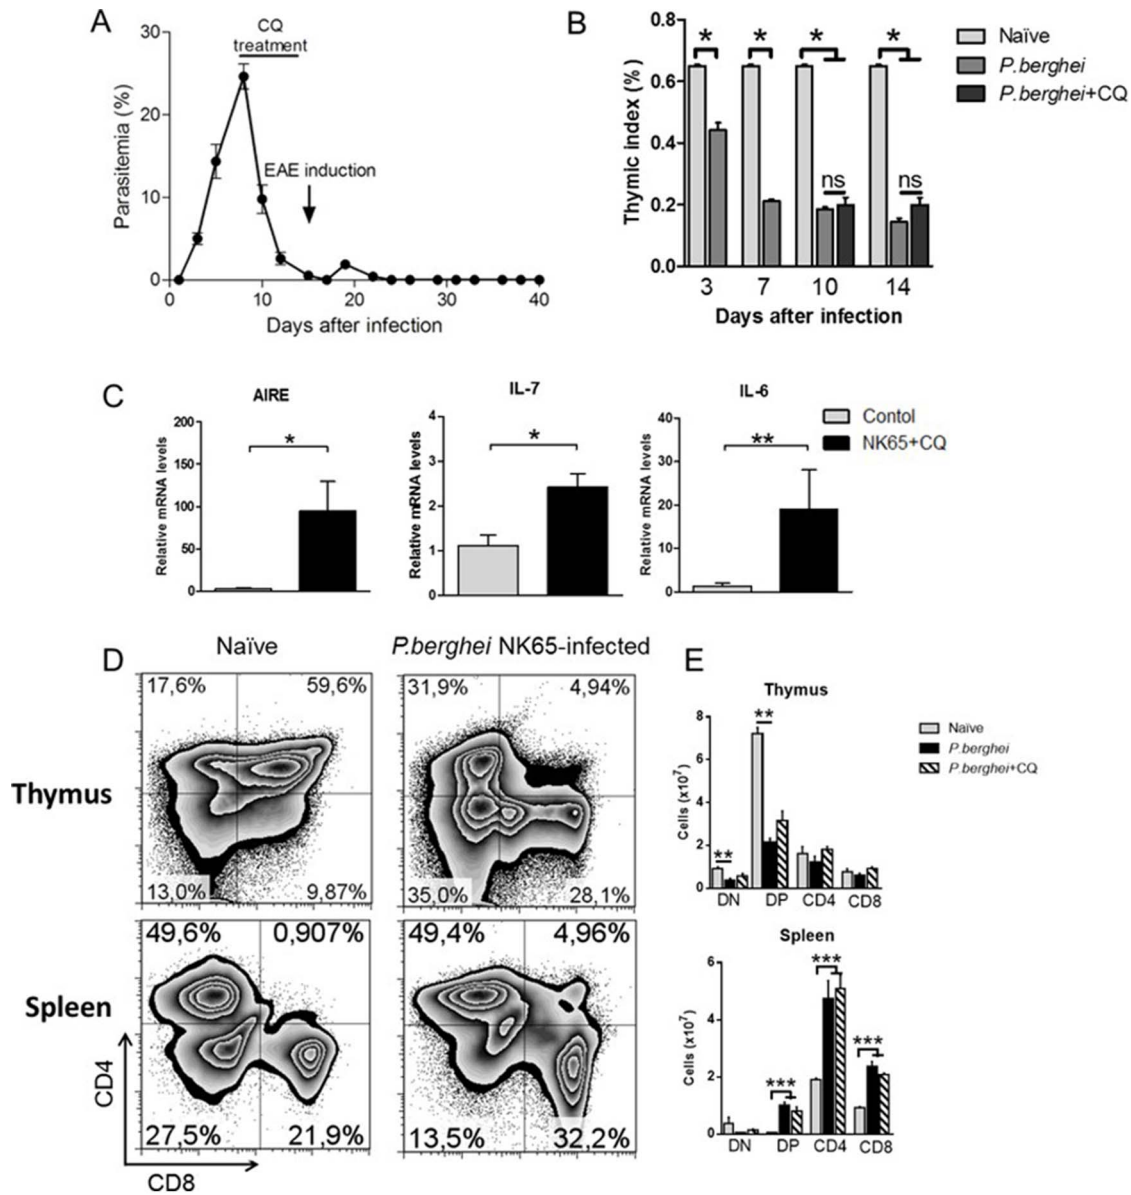 A
CQ
treatment
30
20
10
0
Parasitemia (%)
EAE induction
0 10 20 30 40
Days after infection
B
0.8
0.6
0.4
0.2
0.0
Thymic index (%)
* * * *
ns ns
3 7 10 14
Days after infection
Naïve
P.berghei
P.berghei+CQ
C
AIRE
200
150
100
50
0
Relative mRNA levels
*
IL-7
4
3
2
1
0
Relative mRNA levels
*
IL-6
40
30
20
10
0
Relative mRNA levels
**
Contol
NK65+CQ
D
Naïve P.berghei NK65-infected
Thymus
17,6% 59,6%
13,0% 9,87%
31,9% 4,94%
35,0% 28,1%
Spleen
49,6% 0,907%
27,5% 21,9%
49,4% 4,96%
13,5% 32,2%
CD4
CD8
E
Thymus
8
6
4
2
0
Cells (x10⁷)
** **
DN DP CD4 CD8
Naïve
P.berghei
P.berghei+CQ
Spleen
6
4
2
0
Cells (x10⁷)
*** *** ***
DN DP CD4 CD8